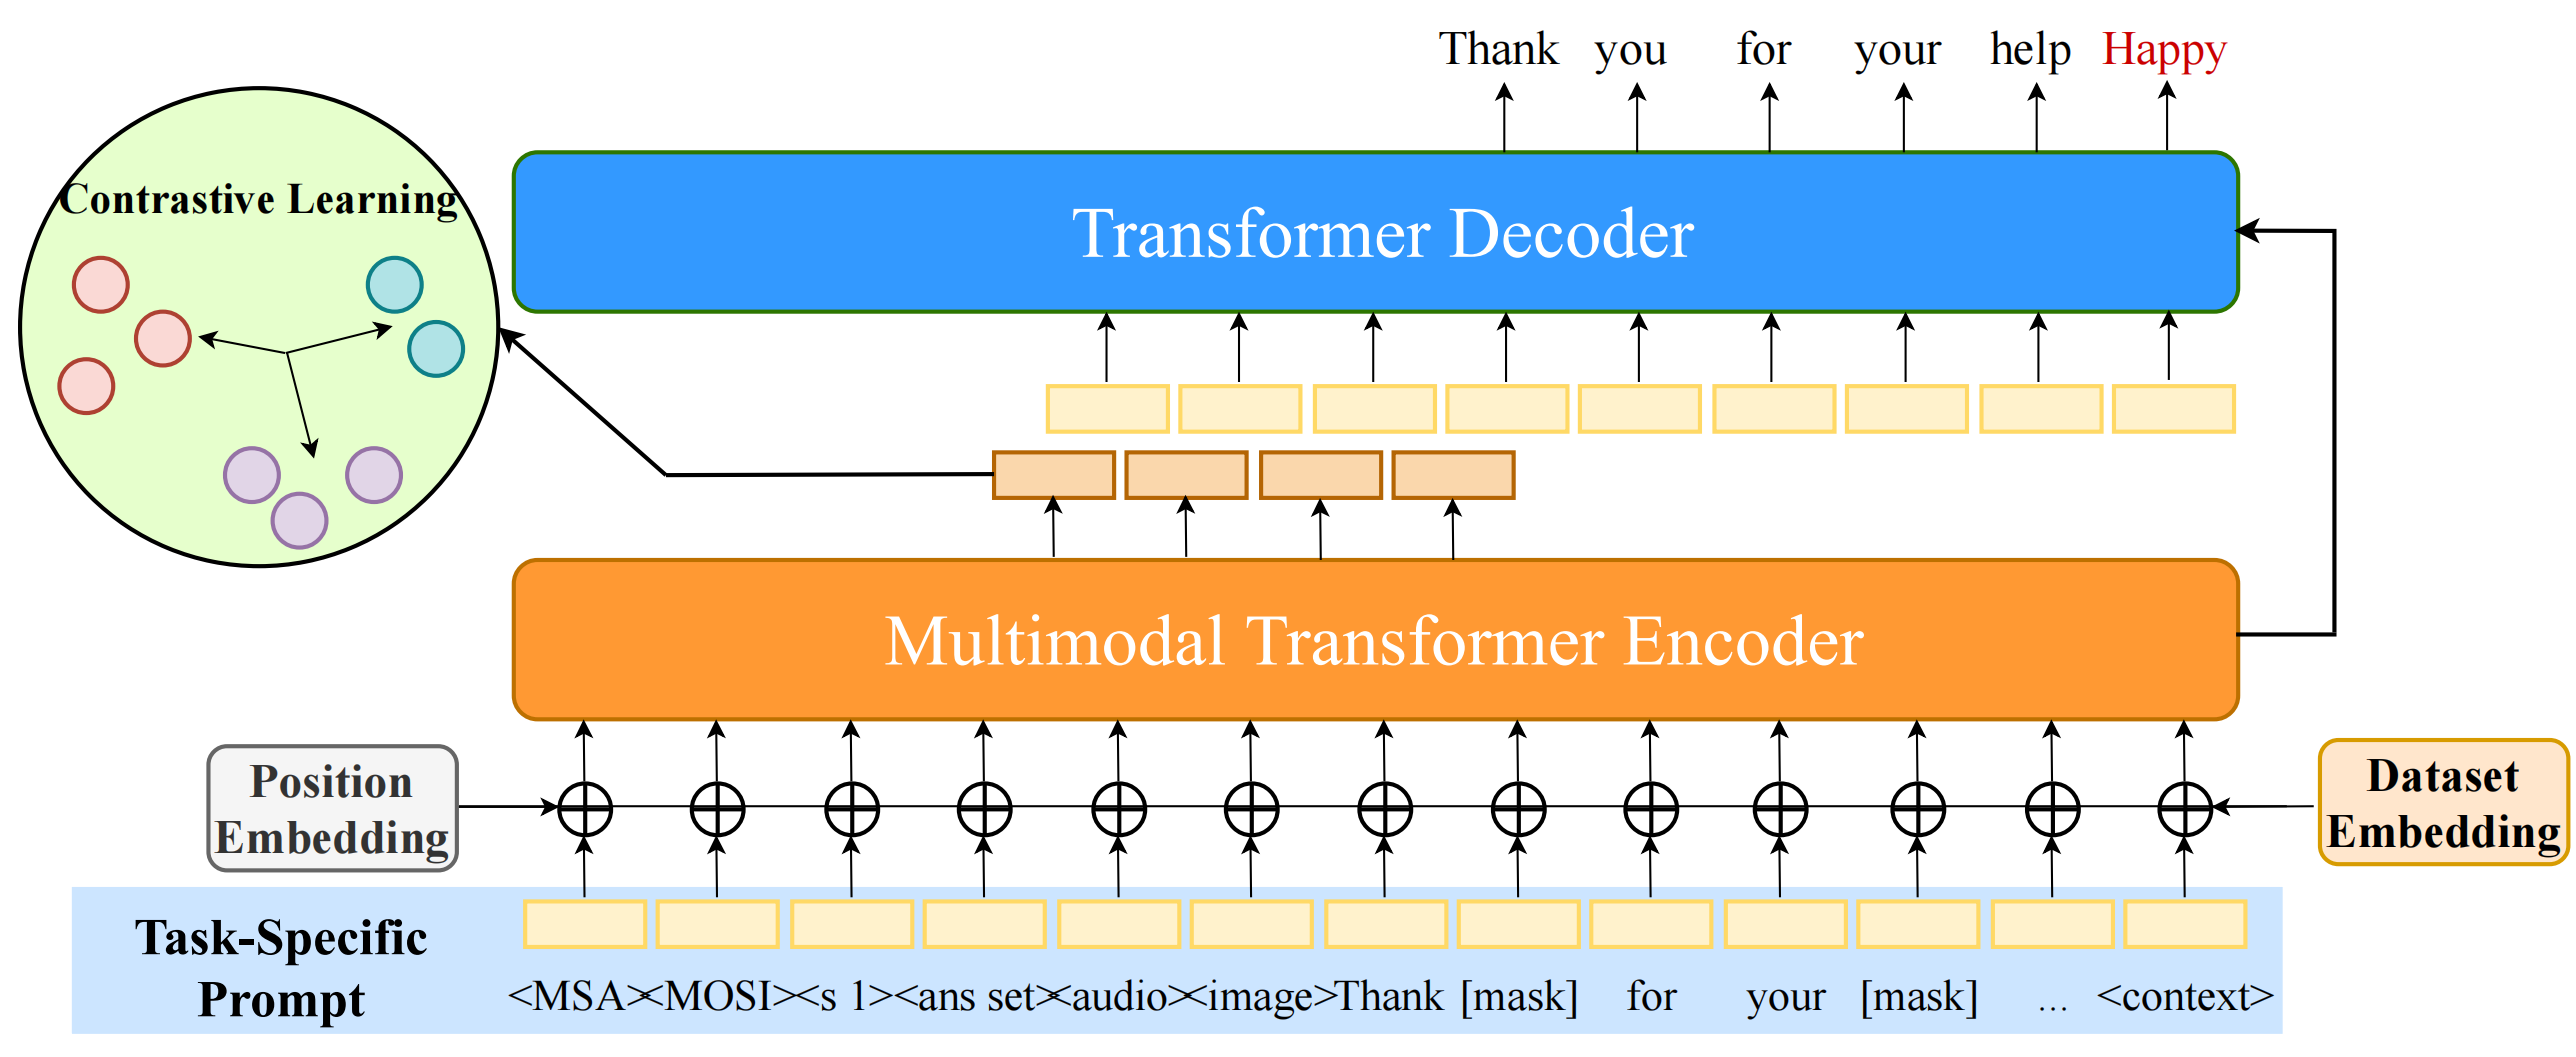 Thank you for your help Happy
Contrastive Learning
Transformer Decoder
Multimodal Transformer Encoder
Position
Embedding
Dataset
Embedding
Task-Specific
Prompt
<MSA><MOSI><s 1><ans set><audio><image>Thank [mask] for your [mask] ... <context>